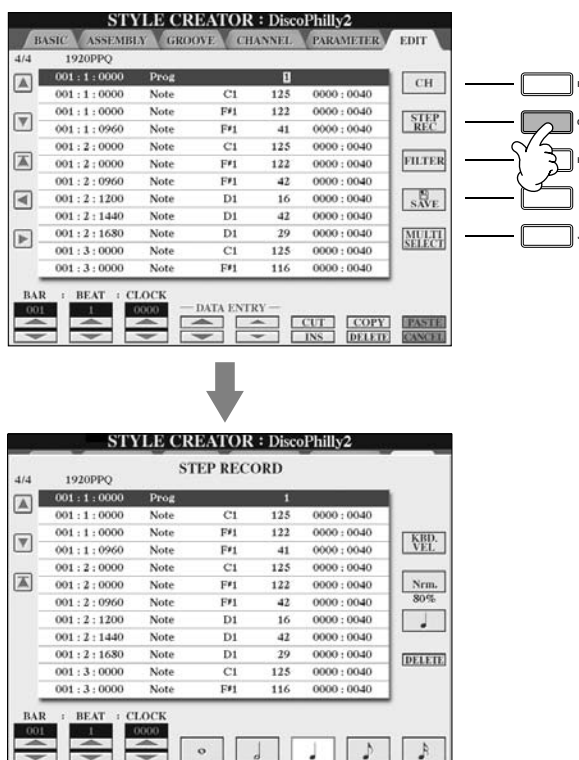 STYLE CREATOR : DiscoPhilly2
BASIC ASSEMBLY GROOVE CHANNEL PARAMETER EDIT
4/4 1920PPQ
001 : 1 : 0000 Prog 1
001 : 1 : 0000 Note C1 125 0000 : 0040
001 : 1 : 0000 Note F#1 122 0000 : 0040
001 : 1 : 0960 Note F#1 41 0000 : 0040
001 : 2 : 0000 Note C1 125 0000 : 0040
001 : 2 : 0000 Note F#1 122 0000 : 0040
001 : 2 : 0960 Note F#1 42 0000 : 0040
001 : 2 : 1200 Note D1 16 0000 : 0040
001 : 2 : 1440 Note D1 42 0000 : 0040
001 : 2 : 1680 Note D1 29 0000 : 0040
001 : 3 : 0000 Note C1 125 0000 : 0040
001 : 3 : 0000 Note F#1 116 0000 : 0040
CH
STEP
REC
FILTER
SAVE
MULTI
SELECT
BAR : BEAT : CLOCK
001 1 0000
DATA ENTRY
CUT COPY PASTE
INS DELETE CANCEL
STYLE CREATOR : DiscoPhilly2
STEP RECORD
4/4 1920PPQ
001 : 1 : 0000 Prog 1
001 : 1 : 0000 Note C1 125 0000 : 0040
001 : 1 : 0000 Note F#1 122 0000 : 0040
001 : 1 : 0960 Note F#1 41 0000 : 0040
001 : 2 : 0000 Note C1 125 0000 : 0040
001 : 2 : 0000 Note F#1 122 0000 : 0040
001 : 2 : 0960 Note F#1 42 0000 : 0040
001 : 2 : 1200 Note D1 16 0000 : 0040
001 : 2 : 1440 Note D1 42 0000 : 0040
001 : 2 : 1680 Note D1 29 0000 : 0040
001 : 3 : 0000 Note C1 125 0000 : 0040
001 : 3 : 0000 Note F#1 116 0000 : 0040
KBD.
VEL
Nrm.
80%
DELETE
BAR : BEAT : CLOCK
001 1 0000